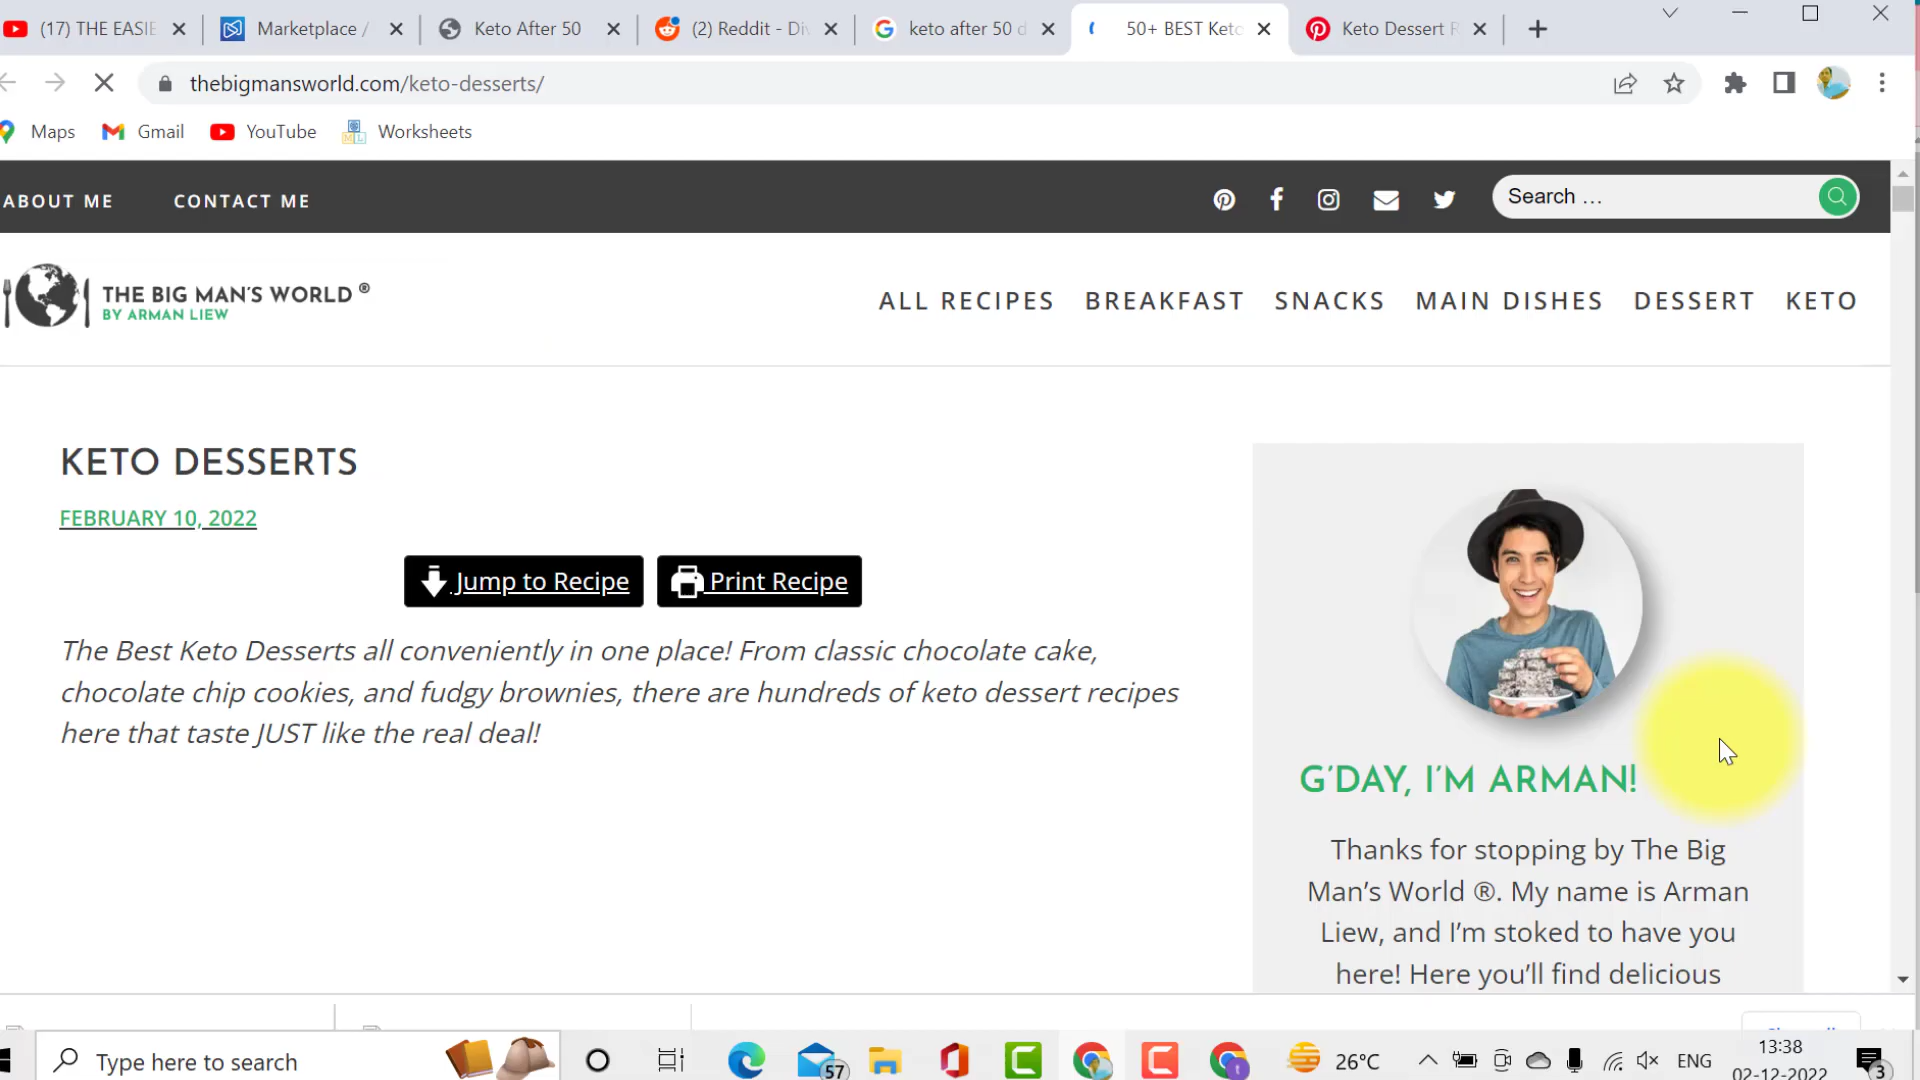 (17) THE EASIE
Marketplace /
Keto After 50
(2) Reddit - Div
keto after 50 d
50+ BEST Keto
Keto Dessert R
thebigmansworld.com/keto-desserts/
Maps
Gmail
YouTube
Worksheets
ABOUT ME
CONTACT ME
Search ...
THE BIG MAN'S WORLD ®
BY ARMAN LIEW
ALL RECIPES
BREAKFAST
SNACKS
MAIN DISHES
DESSERT
KETO
KETO DESSERTS
FEBRUARY 10, 2022
Jump to Recipe
Print Recipe
The Best Keto Desserts all conveniently in one place! From classic chocolate cake,
chocolate chip cookies, and fudgy brownies, there are hundreds of keto dessert recipes
here that taste JUST like the real deal!
G'DAY, I'M ARMAN!
Thanks for stopping by The Big
Man's World ®. My name is Arman
Liew, and I'm stoked to have you
here! Here you'll find delicious
Type here to search
57
26°C
ENG
13:38
02-12-2022
3